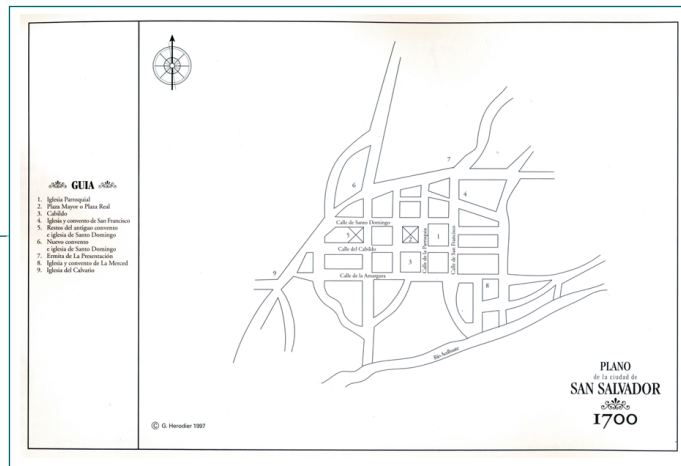 GUIA
1. Iglesia Parroquial
2. Plaza Mayor o Plaza Real
3. Cabildo
4. Iglesia y convento de San Francisco
5. Restos del antiguo convento
e iglesia de Santo Domingo
6. Nuevo convento
e iglesia de Santo Domingo
7. Ermita de La Presentación
8. Iglesia y convento de La Merced
9. Iglesia del Calvario
7
6
4
Calle de Santo Domingo
5
2
1
Calle de la Parroquia
Calle de San Francisco
Calle del Cabildo
3
9
Calle de la Amargura
8
Río Acelhuate
PLANO
de la ciudad de
SAN SALVADOR
1700
© G. Herodier 1997